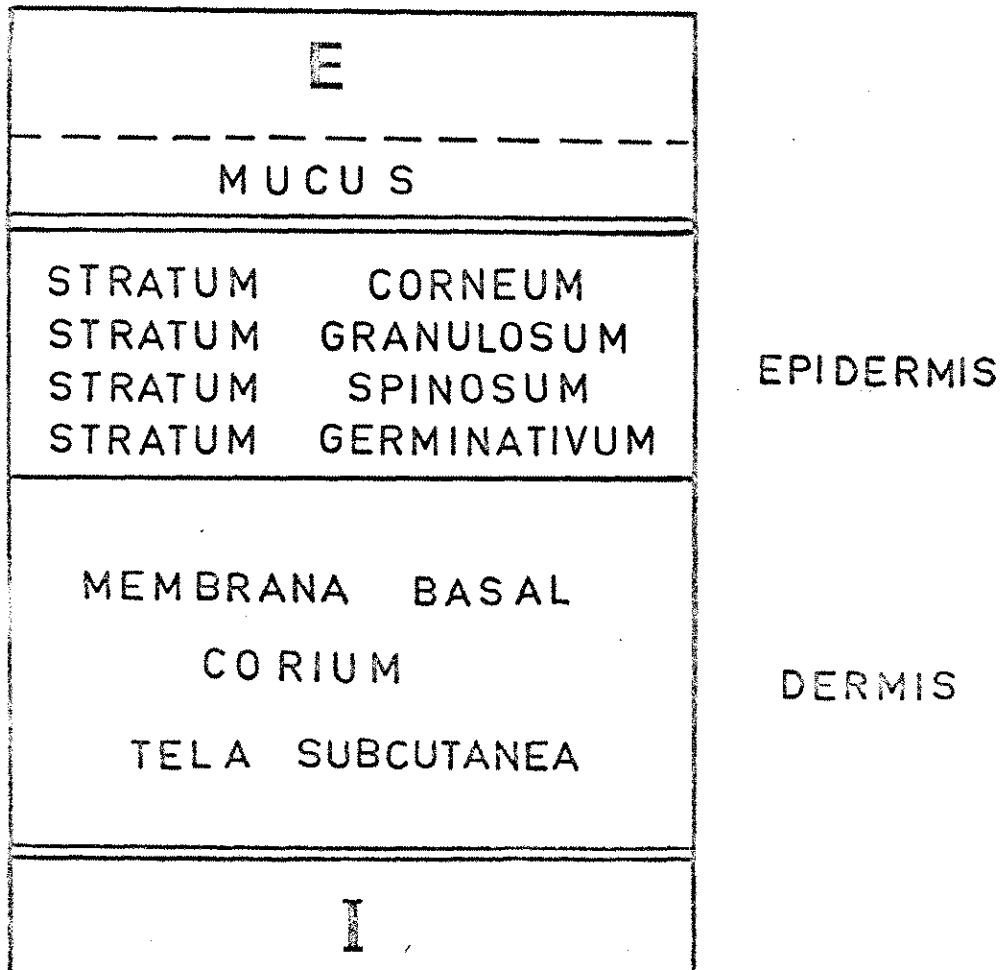 E
MUCUS
STRATUM CORNEUM
STRATUM GRANULOSUM
STRATUM SPINOSUM
STRATUM GERMINATIVUM
EPIDERMIS
MEMBRANA BASAL
CORIUM
TELA SUBCUTANEA
DERMIS
I